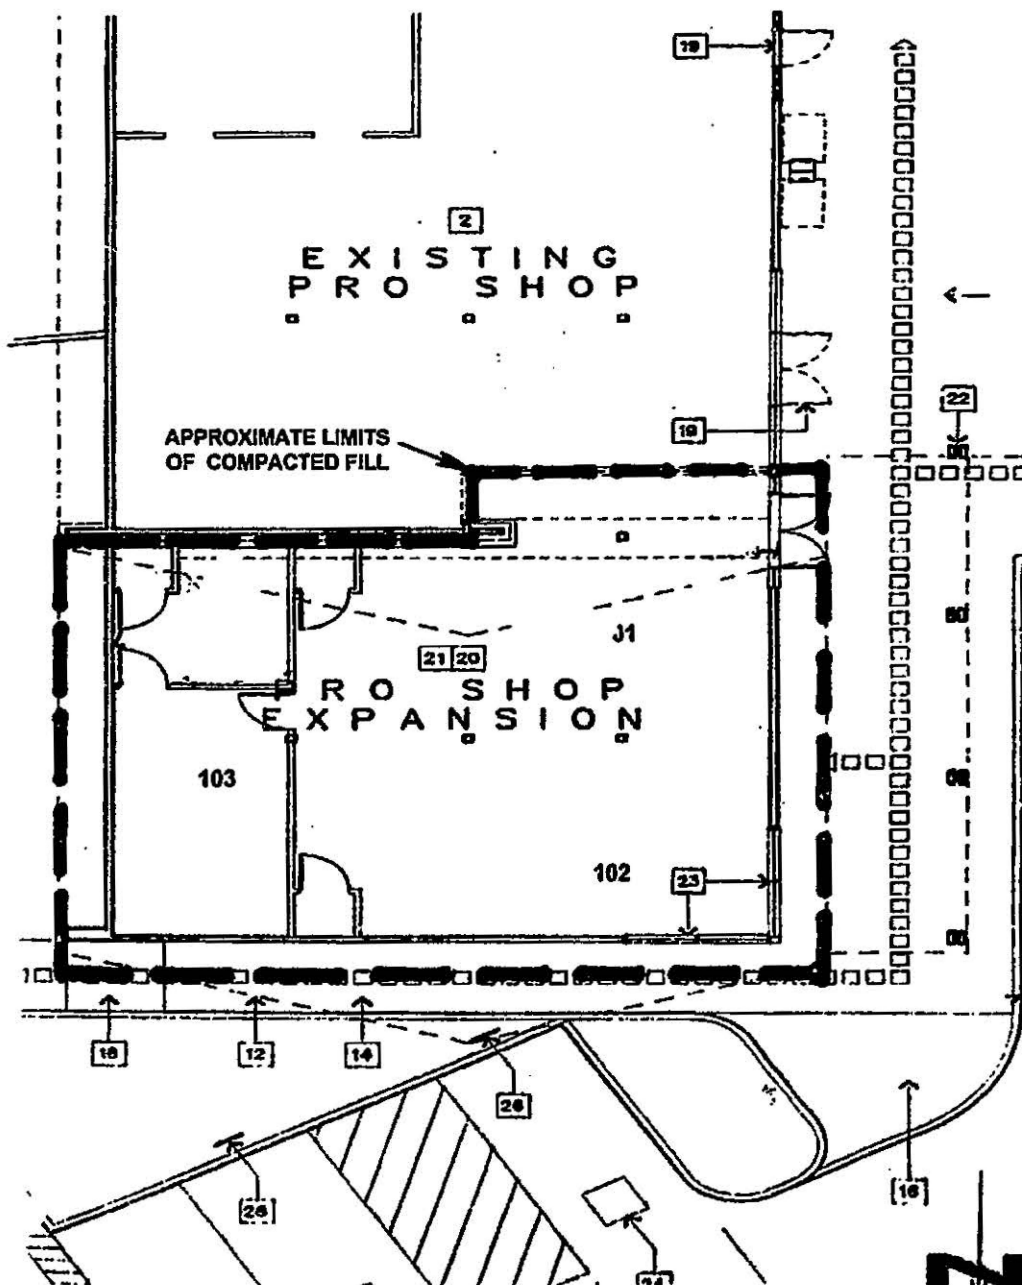 19
2
EXISTING
PRO SHOP
22
19
APPROXIMATE LIMITS
OF COMPACTED FILL
J1
21 20
PRO SHOP
EXPANSION
103
102
23
12
14
26
16
26
24